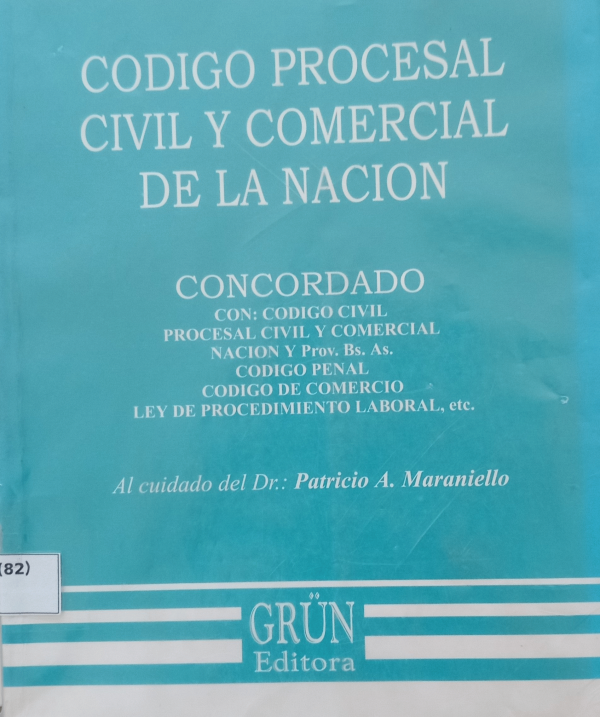 CODIGO PROCESAL
CIVIL Y COMERCIAL
DE LA NACION
CONCORDADO
CON: CODIGO CIVIL
PROCESAL CIVIL Y COMERCIAL
NACION Y Prov. Bs. As.
CODIGO PENAL
CODIGO DE COMERCIO
LEY DE PROCEDIMIENTO LABORAL, etc.
Al cuidado del Dr.: Patricio A. Maraniello
(82)
GRÜN
Editora